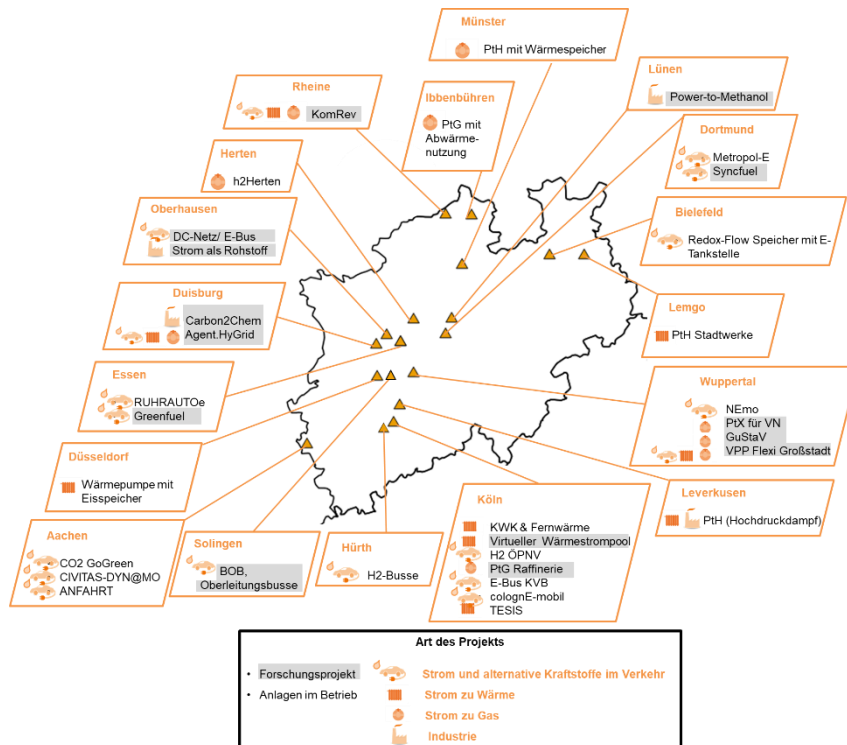 Münster
PtH mit Wärmespeicher
Lünen
Power-to-Methanol
Rheine
KomRev
Ibbenbühren
PtG mit
Abwärme-
nutzung
Dortmund
Metropol-E
Syncfuel
Herten
h2Herten
Oberhausen
DC-Netz/ E-Bus
Strom als Rohstoff
Bielefeld
Redox-Flow Speicher mit E-
Tankstelle
Duisburg
Carbon2Chem
Agent.HyGrid
Lemgo
PtH Stadtwerke
Essen
RUHRAUTOe
Greenfuel
Wuppertal
NEmo
PtX für VN
GuStaV
VPP Flexi Großstadt
Düsseldorf
Wärmepumpe mit
Eisspeicher
Leverkusen
PtH (Hochdruckdampf)
Aachen
CO2 GoGreen
CIVITAS-DYN@MO
ANFAHRT
Solingen
BOB,
Oberleitungsbusse
Hürth
H2-Busse
Köln
KWK & Fernwärme
Virtueller Wärmestrompool
H2 ÖPNV
PtG Raffinerie
E-Bus KVB
colognE-mobil
TESIS
Art des Projekts
• Forschungsprojekt
• Anlagen im Betrieb
Strom und alternative Kraftstoffe im Verkehr
Strom zu Wärme
Strom zu Gas
Industrie